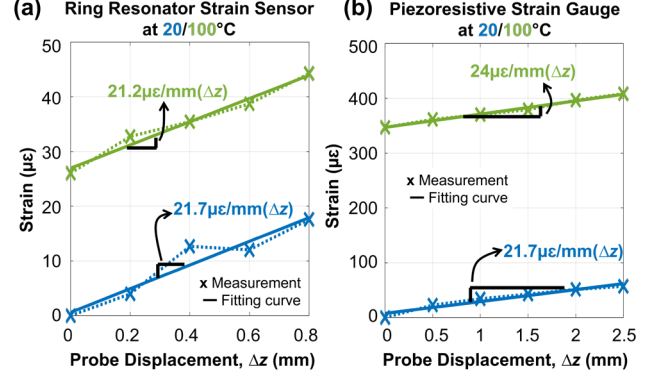 (a) Ring Resonator Strain Sensor
at 20/100°C
50
40
30
20
10
0
Strain (με)
21.2με/mm(Δz)
21.7με/mm(Δz)
x Measurement
Fitting curve
0 0.2 0.4 0.6 0.8
Probe Displacement, Δz (mm)
(b) Piezoresistive Strain Gauge
at 20/100°C
500
400
300
200
100
0
Strain (με)
24με/mm(Δz)
x Measurement
Fitting curve
21.7με/mm(Δz)
0 0.5 1 1.5 2 2.5
Probe Displacement, Δz (mm)